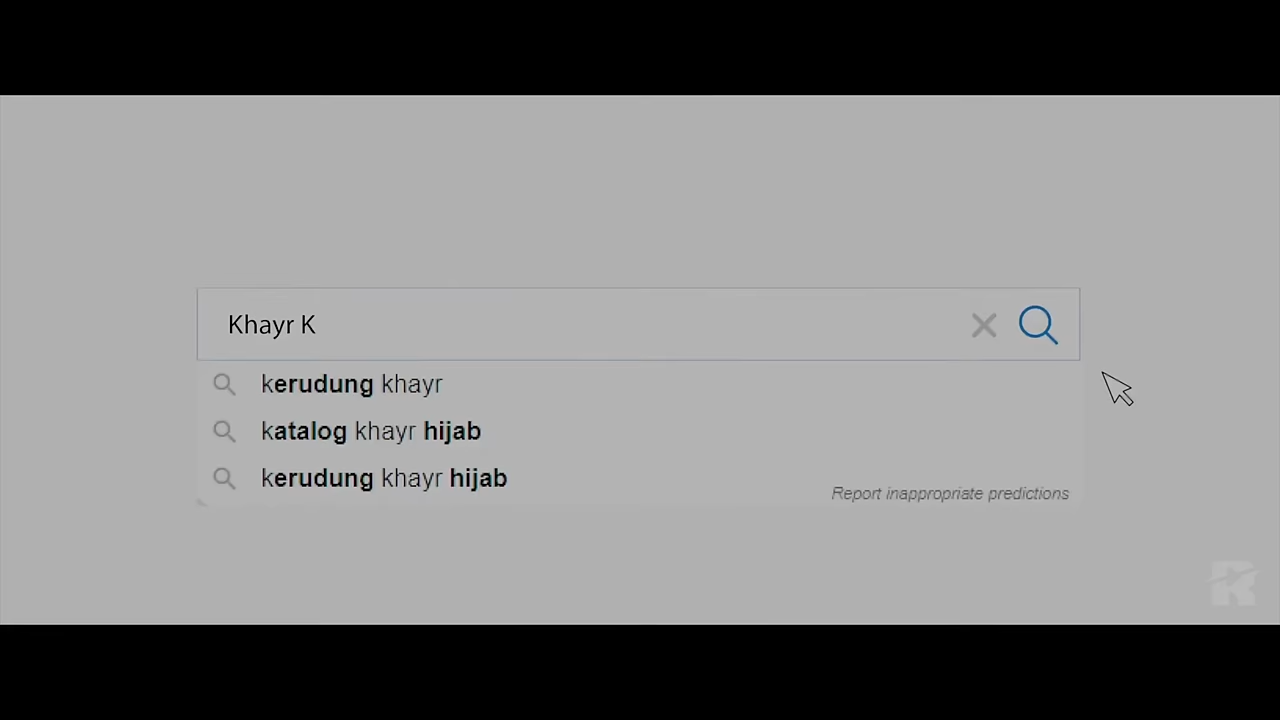 Khayr K
kerudung khayr
katalog khayr hijab
kerudung khayr hijab
Report inappropriate predictions